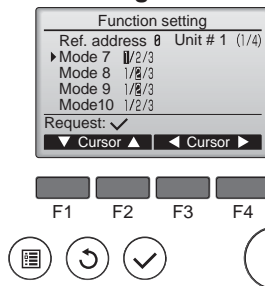 Function setting
Ref. address 0 Unit # 1 (1/4)
Mode 7 1/2/3
Mode 8 1/2/3
Mode 9 1/2/3
Mode10 1/2/3
Request: ✓
▼ Cursor ▲ ◀ Cursor ▶
F1 F2 F3 F4